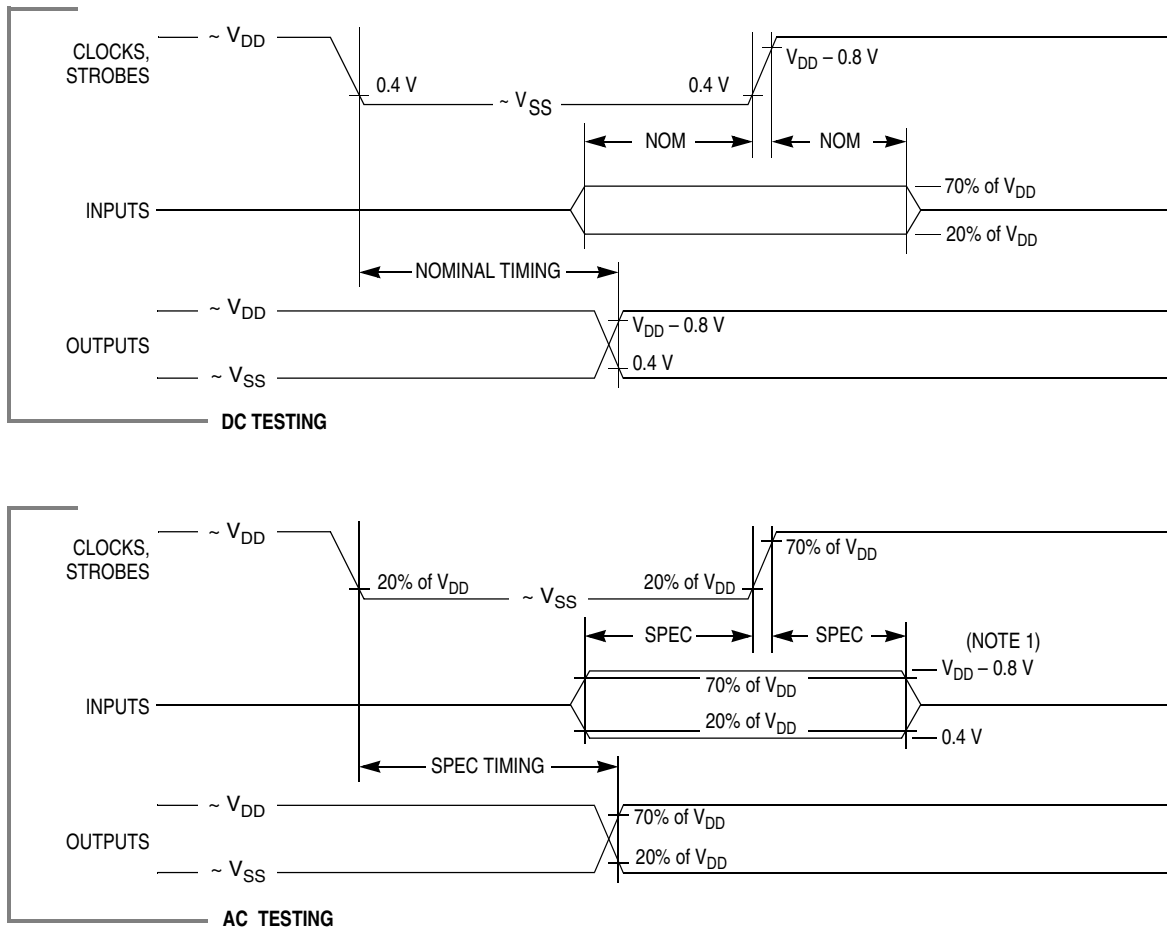 ~ VDD
CLOCKS,
STROBES
0.4 V
~ VSS
0.4 V
VDD – 0.8 V
NOM
NOM
INPUTS
70% of VDD
20% of VDD
NOMINAL TIMING
~ VDD
OUTPUTS
~ VSS
VDD – 0.8 V
0.4 V
DC TESTING
~ VDD
CLOCKS,
STROBES
20% of VDD
~ VSS
20% of VDD
70% of VDD
SPEC
SPEC
(NOTE 1)
VDD – 0.8 V
INPUTS
70% of VDD
20% of VDD
0.4 V
SPEC TIMING
~ VDD
OUTPUTS
~ VSS
70% of VDD
20% of VDD
AC TESTING